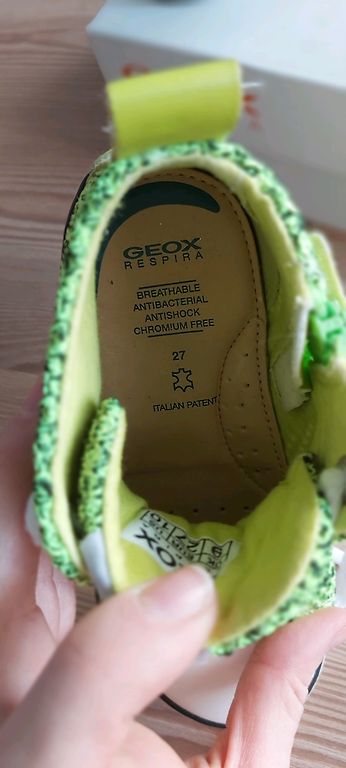 GEOX
RESPIRA
BREATHABLE
ANTIBACTERIAL
ANTISHOCK
CHROMIUM FREE
27
ITALIAN PATENT